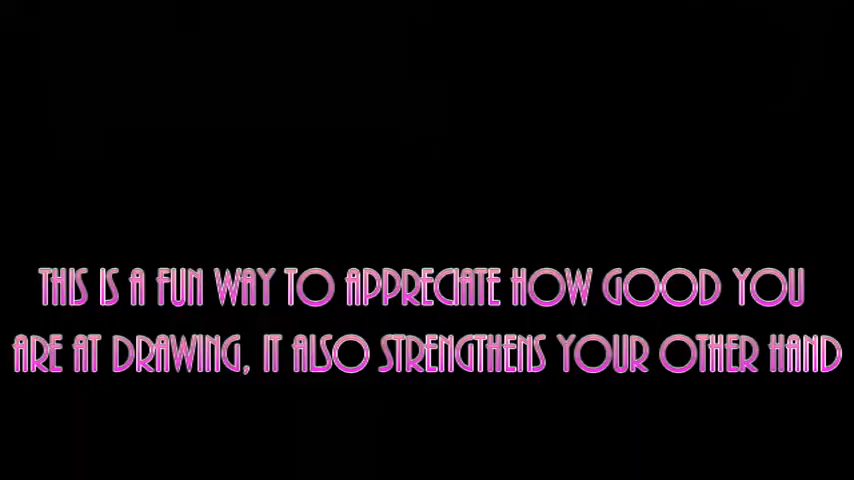 THIS IS A FUN WAY TO APPRECIATE HOW GOOD YOU
ARE AT DRAWING, IT ALSO STRENGTHENS YOUR OTHER HAND